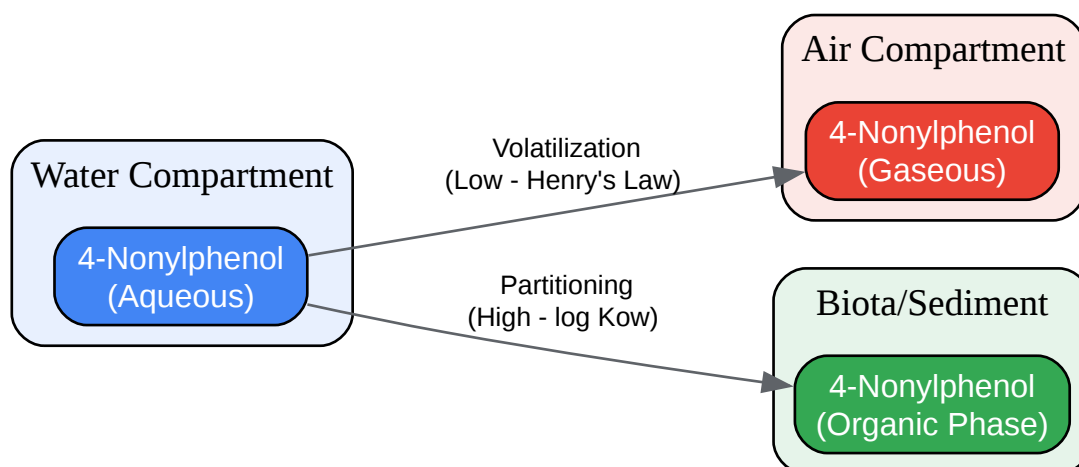 Water Compartment
4-Nonylphenol
(Aqueous)
Volatilization
(Low - Henry's Law)
Partitioning
(High - log Kow)
Air Compartment
4-Nonylphenol
(Gaseous)
Biota/Sediment
4-Nonylphenol
(Organic Phase)